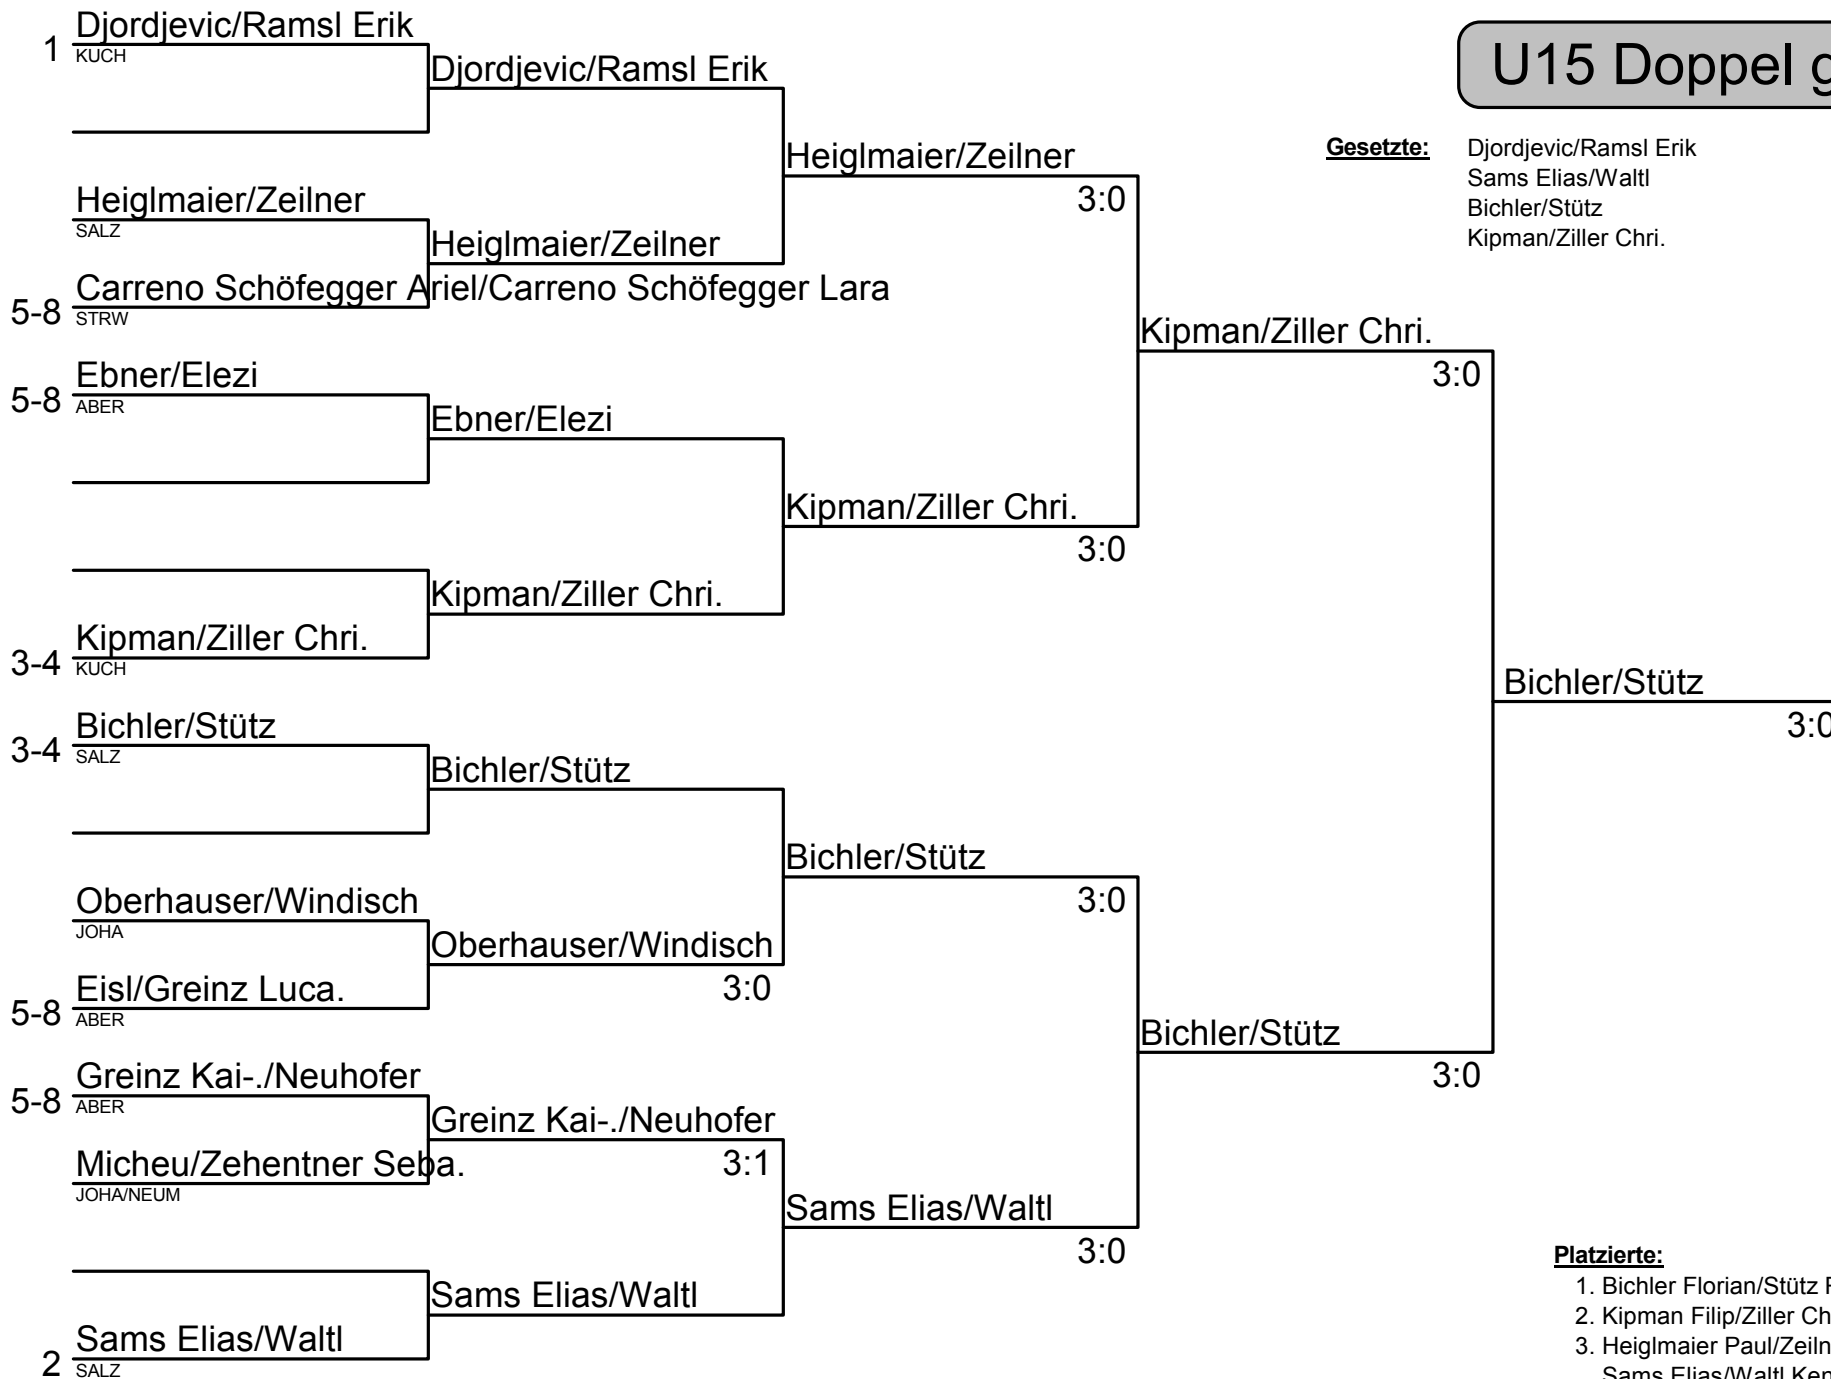 Djordjevic/Ramsl Erik
1
KUCH
Djordjevic/Ramsl Erik
U15 Doppel g
Gesetzte:
Djordjevic/Ramsl Erik
Sams Elias/Waltl
Bichler/Stütz
Kipman/Ziller Chri.
Heiglmaier/Zeilner
3:0
Heiglmaier/Zeilner
SALZ
Heiglmaier/Zeilner
Carreno Schöfegger Ariel/Carreno Schöfegger Lara
5-8
STRW
Kipman/Ziller Chri.
3:0
Ebner/Elezi
5-8
ABER
Ebner/Elezi
Kipman/Ziller Chri.
3:0
Kipman/Ziller Chri.
Kipman/Ziller Chri.
3-4
KUCH
Bichler/Stütz
3:0
Bichler/Stütz
3-4
SALZ
Bichler/Stütz
Bichler/Stütz
3:0
Oberhauser/Windisch
JOHA
Oberhauser/Windisch
3:0
Eisl/Greinz Luca.
5-8
ABER
Bichler/Stütz
3:0
Greinz Kai-./Neuhofer
5-8
ABER
Greinz Kai-./Neuhofer
3:1
Micheu/Zehentner Seba.
JOHA/NEUM
Sams Elias/Waltl
3:0
Sams Elias/Waltl
Sams Elias/Waltl
2
SALZ
Platzierte:
1. Bichler Florian/Stütz
2. Kipman Filip/Ziller Ch
3. Heiglmaier Paul/Zeiln
Sams Elias/Waltl